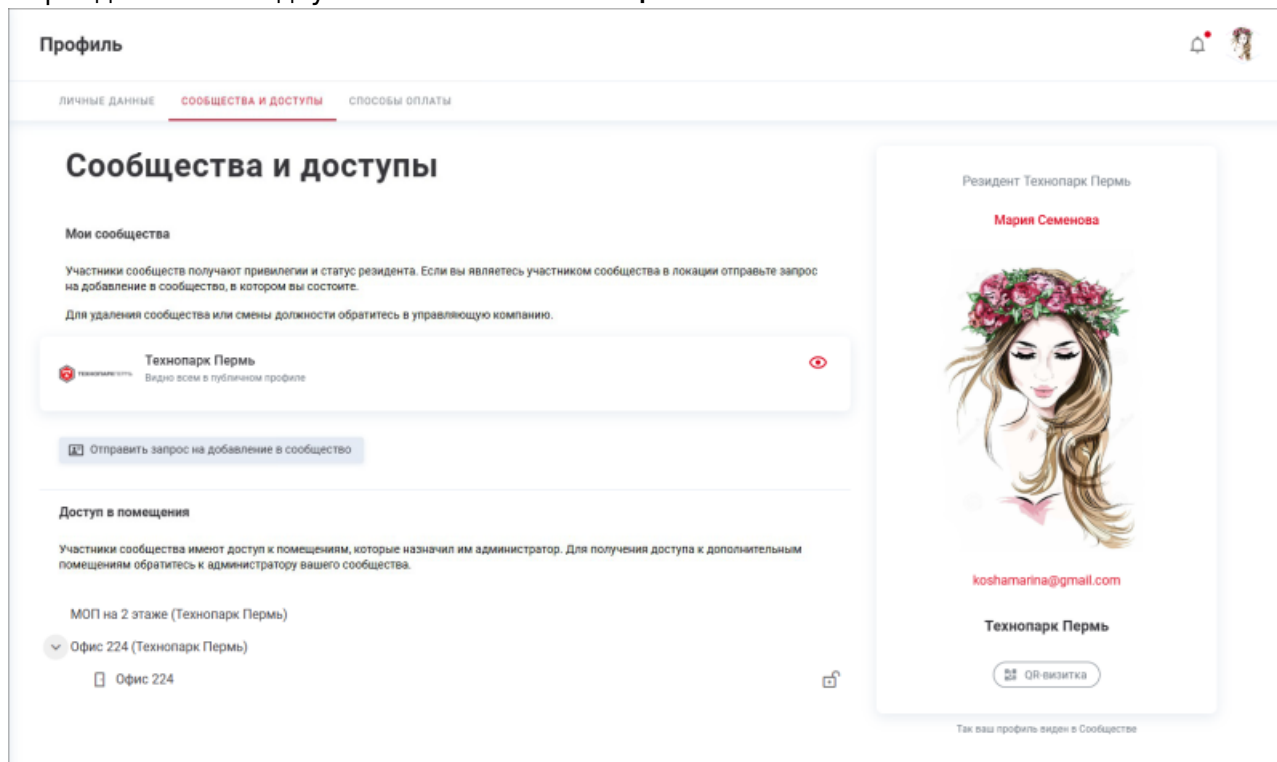 Профиль
ЛИЧНЫЕ ДАННЫЕ СООБЩЕСТВА И ДОСТУПЫ СПОСОБЫ ОПЛАТЫ
Сообщества и доступы
Мои сообщества
Участники сообществ получают привилегии и статус резидента. Если вы являетесь участником сообщества в локации отправьте запрос
на добавление в сообщество, в котором вы состоите.
Для удаления сообщества или смены должности обратитесь в управляющую компанию.
ТЕХНОПАРК ПЕРМЬ
Технопарк Пермь
Видно всем в публичном профиле
Отправить запрос на добавление в сообщество
Доступ в помещения
Участники сообщества имеют доступ к помещениям, которые назначил им администратор. Для получения доступа к дополнительным
помещениям обратитесь к администратору вашего сообщества.
МОП на 2 этаже (Технопарк Пермь)
Офис 224 (Технопарк Пермь)
Офис 224
Резидент Технопарк Пермь
Мария Семенова
koshamarina@gmail.com
Технопарк Пермь
QR-визитка
Так ваш профиль виден в Сообществе